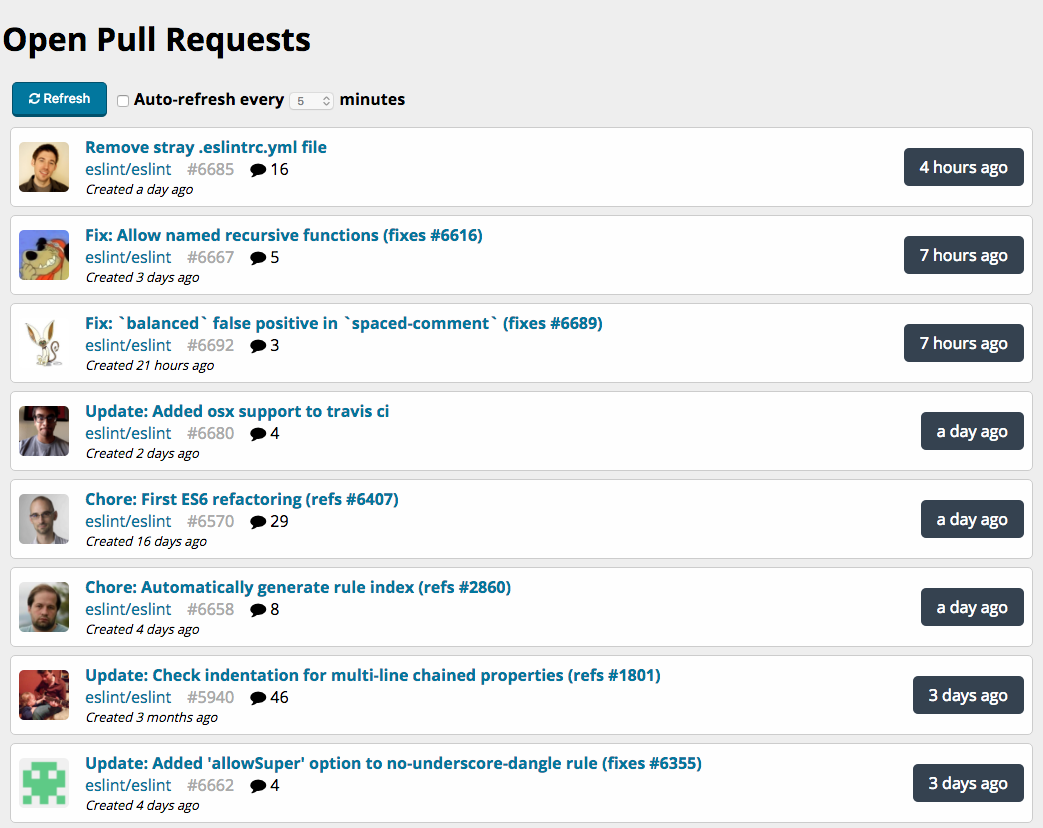 Open Pull Requests
Refresh Auto-refresh every 5 minutes
Remove stray .eslintrc.yml file
eslint/eslint #6685 16
Created a day ago
4 hours ago
Fix: Allow named recursive functions (fixes #6616)
eslint/eslint #6667 5
Created 3 days ago
7 hours ago
Fix: `balanced` false positive in `spaced-comment` (fixes #6689)
eslint/eslint #6692 3
Created 21 hours ago
7 hours ago
Update: Added osx support to travis ci
eslint/eslint #6680 4
Created 2 days ago
a day ago
Chore: First ES6 refactoring (refs #6407)
eslint/eslint #6570 29
Created 16 days ago
a day ago
Chore: Automatically generate rule index (refs #2860)
eslint/eslint #6658 8
Created 4 days ago
a day ago
Update: Check indentation for multi-line chained properties (refs #1801)
eslint/eslint #5940 46
Created 3 months ago
3 days ago
Update: Added 'allowSuper' option to no-underscore-dangle rule (fixes #6355)
eslint/eslint #6662 4
Created 4 days ago
3 days ago